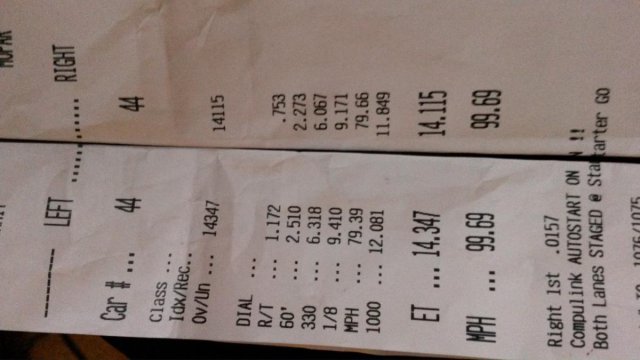 MOPAR
--------- LEFT ......... RIGHT
Car # ... 44 44
Class ...
Idx/Rec..
Ov/Un ... 14347 14115
DIAL ...
R/T ... 1.172 .753
60' ... 2.510 2.273
330 ... 6.318 6.067
1/8 ... 9.410 9.171
MPH ... 79.39 79.66
1000 ... 12.081 11.849
ET ... 14.347 14.115
MPH ... 99.69 99.69
Right 1st .0157
Compulink AUTOSTART ON !!
Both Lanes STAGED @ Starter GO